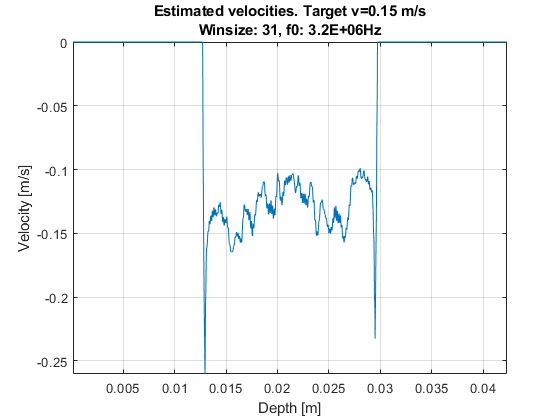 Estimated velocities. Target v=0.15 m/s
Winsize: 31, f0: 3.2E+06Hz
0
-0.05
-0.1
-0.15
-0.2
-0.25
Velocity [m/s]
0.005 0.01 0.015 0.02 0.025 0.03 0.035 0.04
Depth [m]